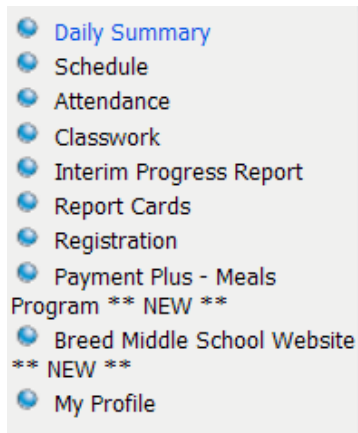 Daily Summary
Schedule
Attendance
Classwork
Interim Progress Report
Report Cards
Registration
Payment Plus - Meals
Program ** NEW **
Breed Middle School Website
** NEW **
My Profile